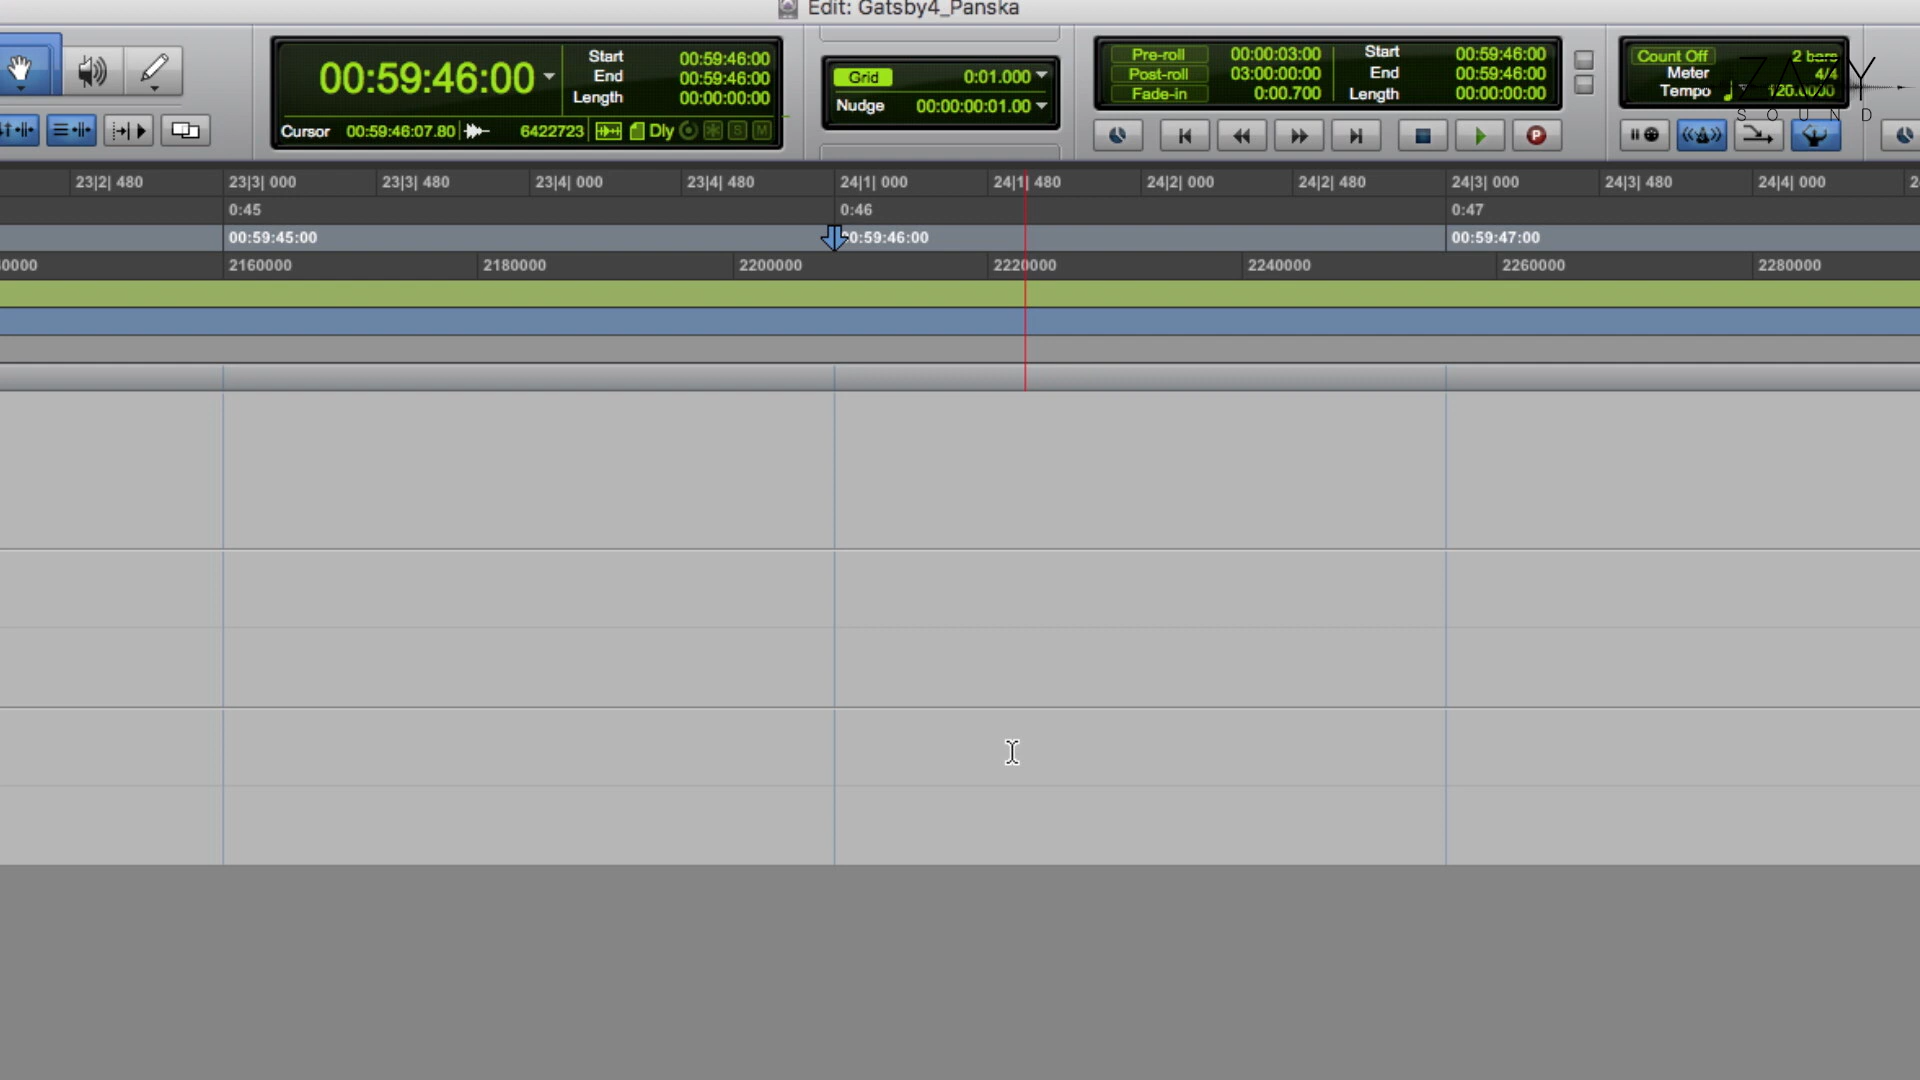 Edit: Gatsby4_Panska
00:59:46:00
Start 00:59:46:00
End 00:59:46:00
Length 00:00:00:00
Cursor 00:59:46:07.80 6422723 Dly S M
Grid 0:01.000
Nudge 00:00:00:01.00
Pre-roll 00:00:03:00 Start 00:59:46:00
Post-roll 03:00:00:00 End 00:59:46:00
Fade-in 0:00.700 Length 00:00:00:00
P
Count Off 2 bars
Meter 4/4
Tempo 120.0000
SOUND
23|2| 480 23|3| 000 23|3| 480 23|4| 000 23|4| 480 24|1| 000 24|1| 480 24|2| 000 24|2| 480 24|3| 000 24|3| 480 24|4| 000
0:45 0:46 0:47
00:59:45:00 00:59:46:00 00:59:47:00
2160000 2180000 2200000 2220000 2240000 2260000 2280000